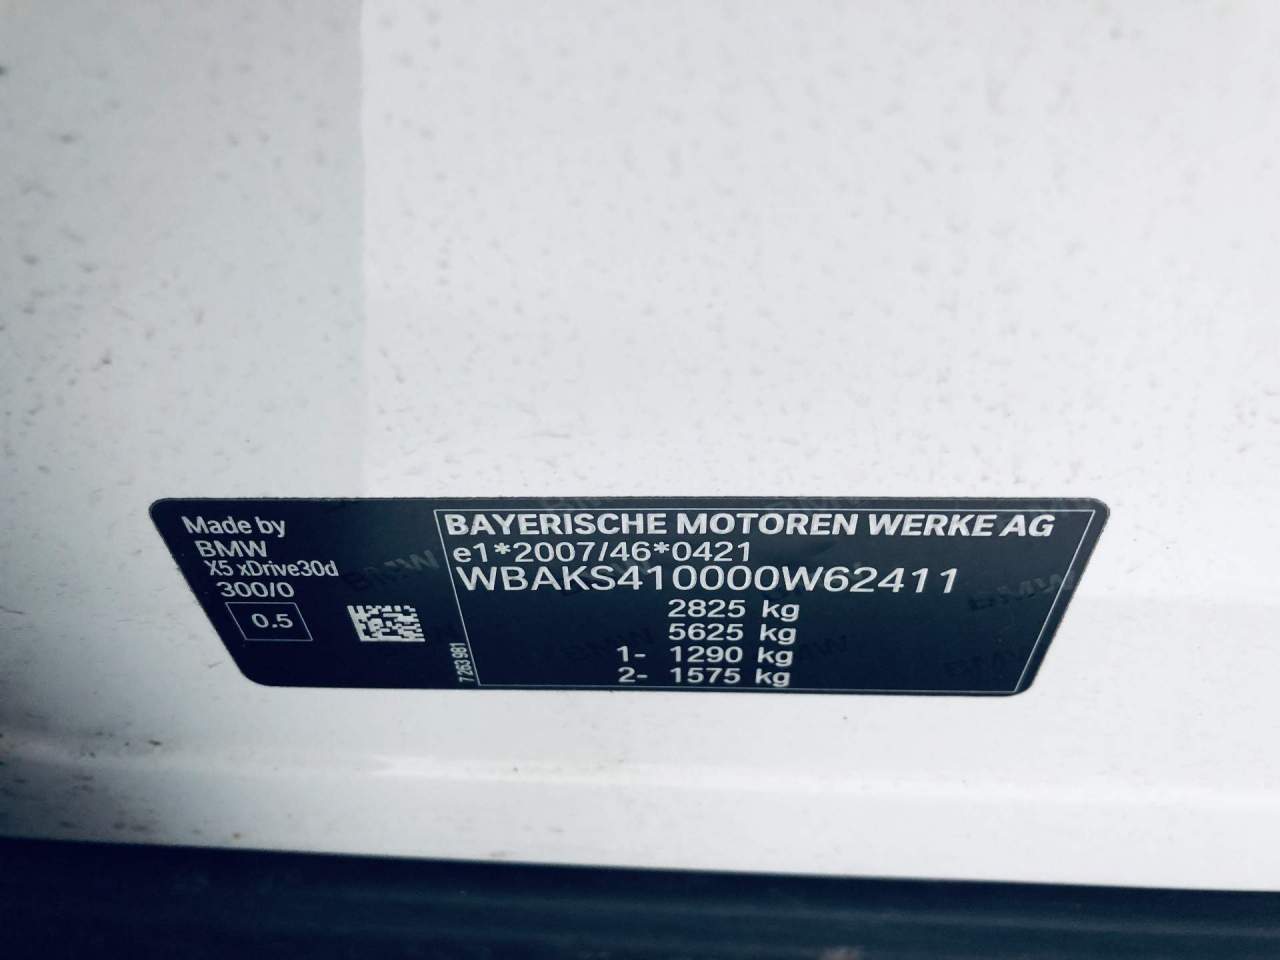 Made by
BMW
X5 xDrive30d
300/0
0.5
7 263 981
BAYERISCHE MOTOREN WERKE AG
e1*2007/46*0421
WBAKS410000W62411
2825 kg
5625 kg
1- 1290 kg
2- 1575 kg